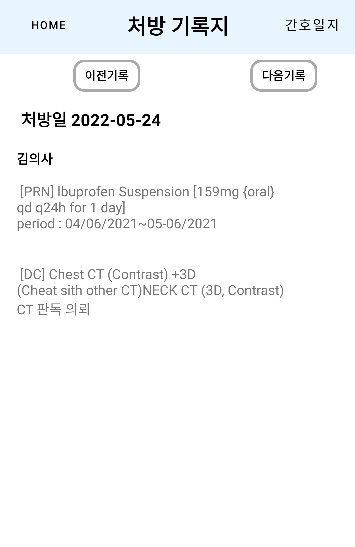 HOME
처방 기록지
간호일지
이전기록
다음기록
처방일 2022-05-24
김의사
[PRN] Ibuprofen Suspension [159mg {oral}
qd q24h for 1 day]
period : 04/06/2021~05-06/2021
[DC] Chest CT (Contrast) +3D
(Cheat sith other CT)NECK CT (3D, Contrast)
CT 판독 의뢰